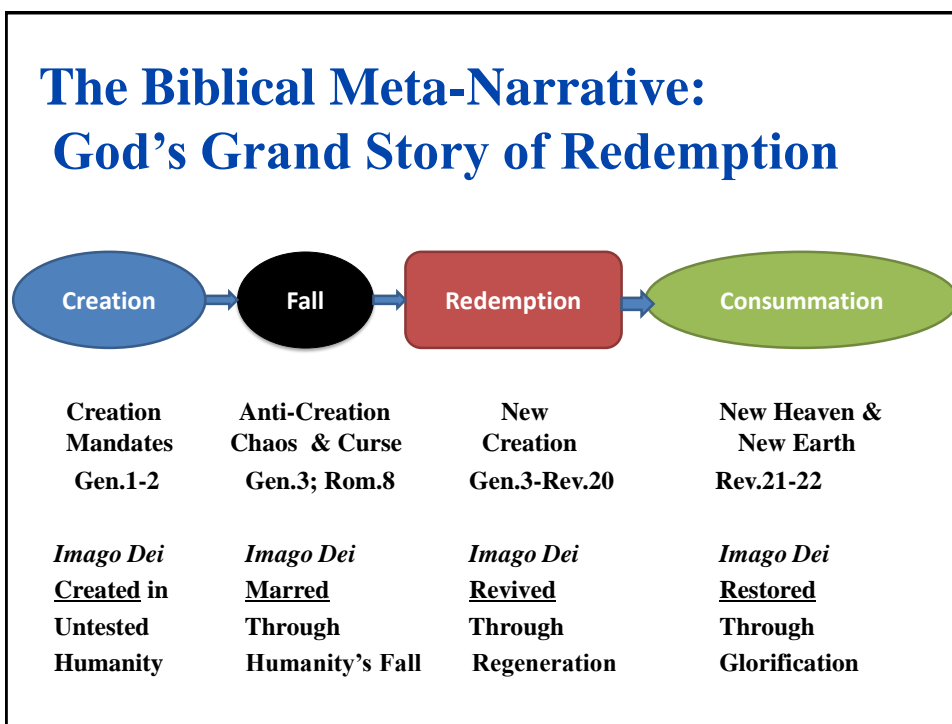 The Biblical Meta-Narrative:
God’s Grand Story of Redemption
Creation
Fall
Redemption
Consummation
Creation
Mandates
Gen.1-2
Anti-Creation
Chaos & Curse
Gen.3; Rom.8
New
Creation
Gen.3-Rev.20
New Heaven &
New Earth
Rev.21-22
Imago Dei
Created in
Untested
Humanity
Imago Dei
Marred
Through
Humanity’s Fall
Imago Dei
Revived
Through
Regeneration
Imago Dei
Restored
Through
Glorification